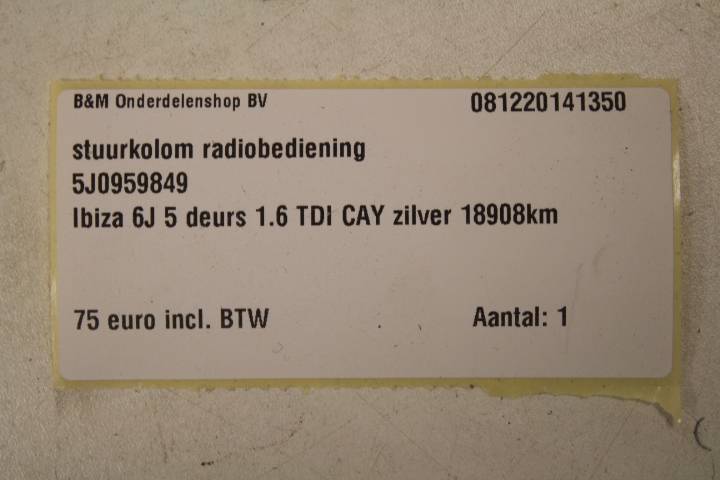 B&M Onderdelenshop BV 081220141350
stuurkolom radiobediening
5J0959849
Ibiza 6J 5 deurs 1.6 TDI CAY zilver 18908km
75 euro incl. BTW Aantal: 1